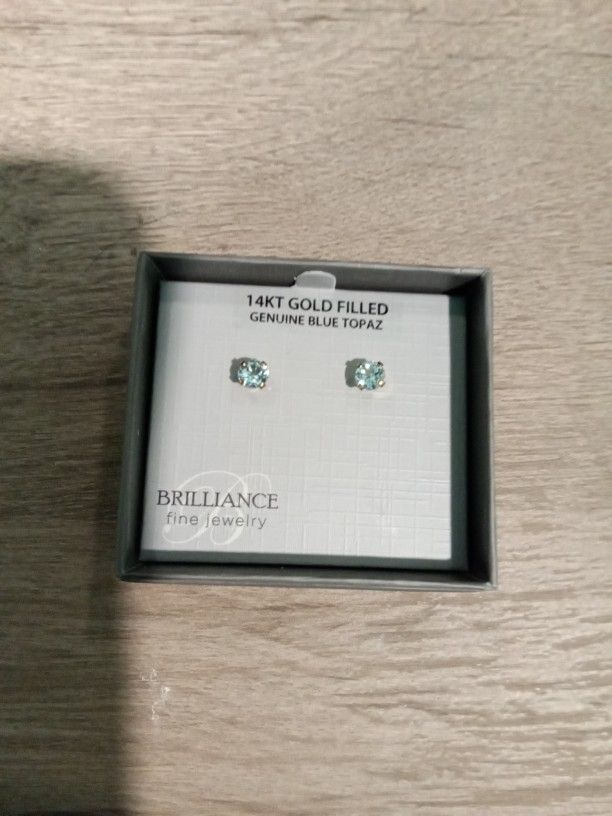 14KT GOLD FILLED
GENUINE BLUE TOPAZ
BRILLIANCE
fine jewelry